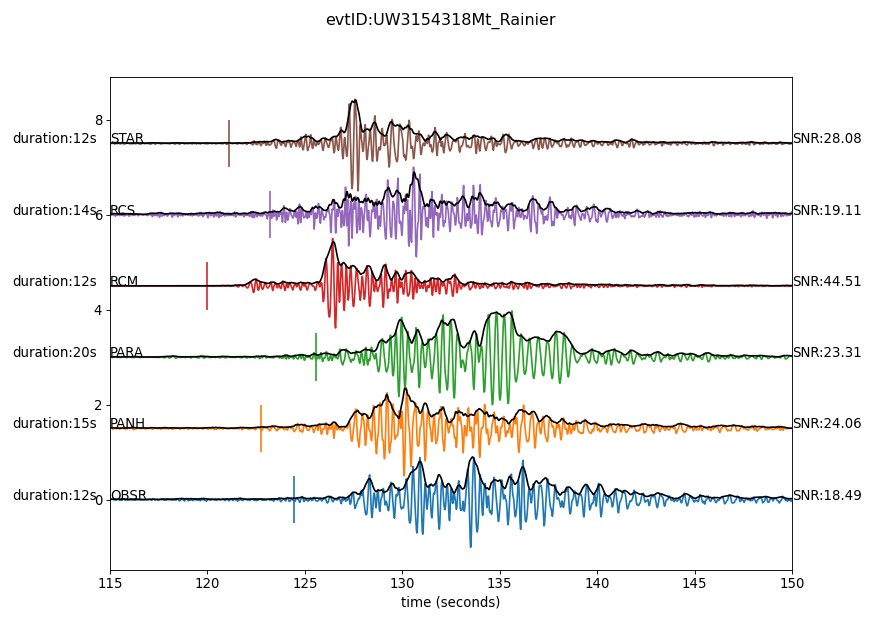 evtID:UW3154318Mt_Rainier
8
duration:12s STAR SNR:28.08
duration:14s RCS SNR:19.11
6
duration:12s RCM SNR:44.51
4
duration:20s PARA SNR:23.31
2
duration:15s PANH SNR:24.06
duration:12s OBSR SNR:18.49
0
115 120 125 130 135 140 145 150
time (seconds)